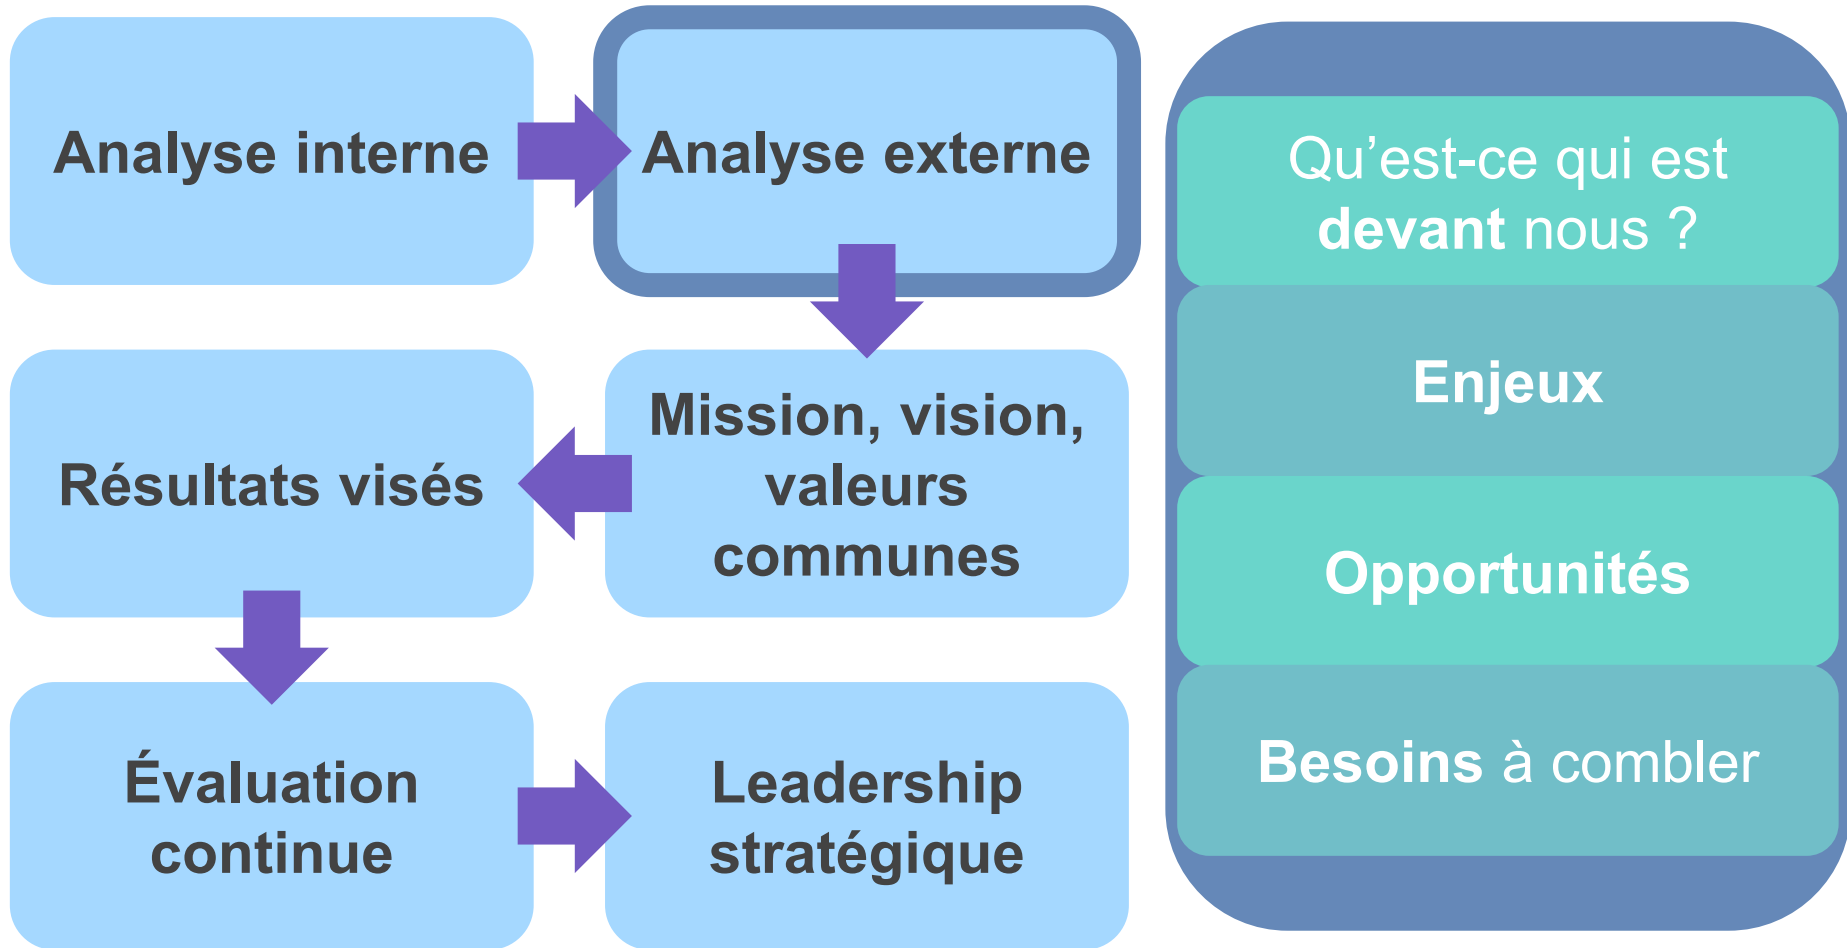 Analyse interne
Analyse externe
Mission, vision,
valeurs
communes
Résultats visés
Évaluation
continue
Leadership
stratégique
Qu’est-ce qui est
devant nous ?
Enjeux
Opportunités
Besoins à combler